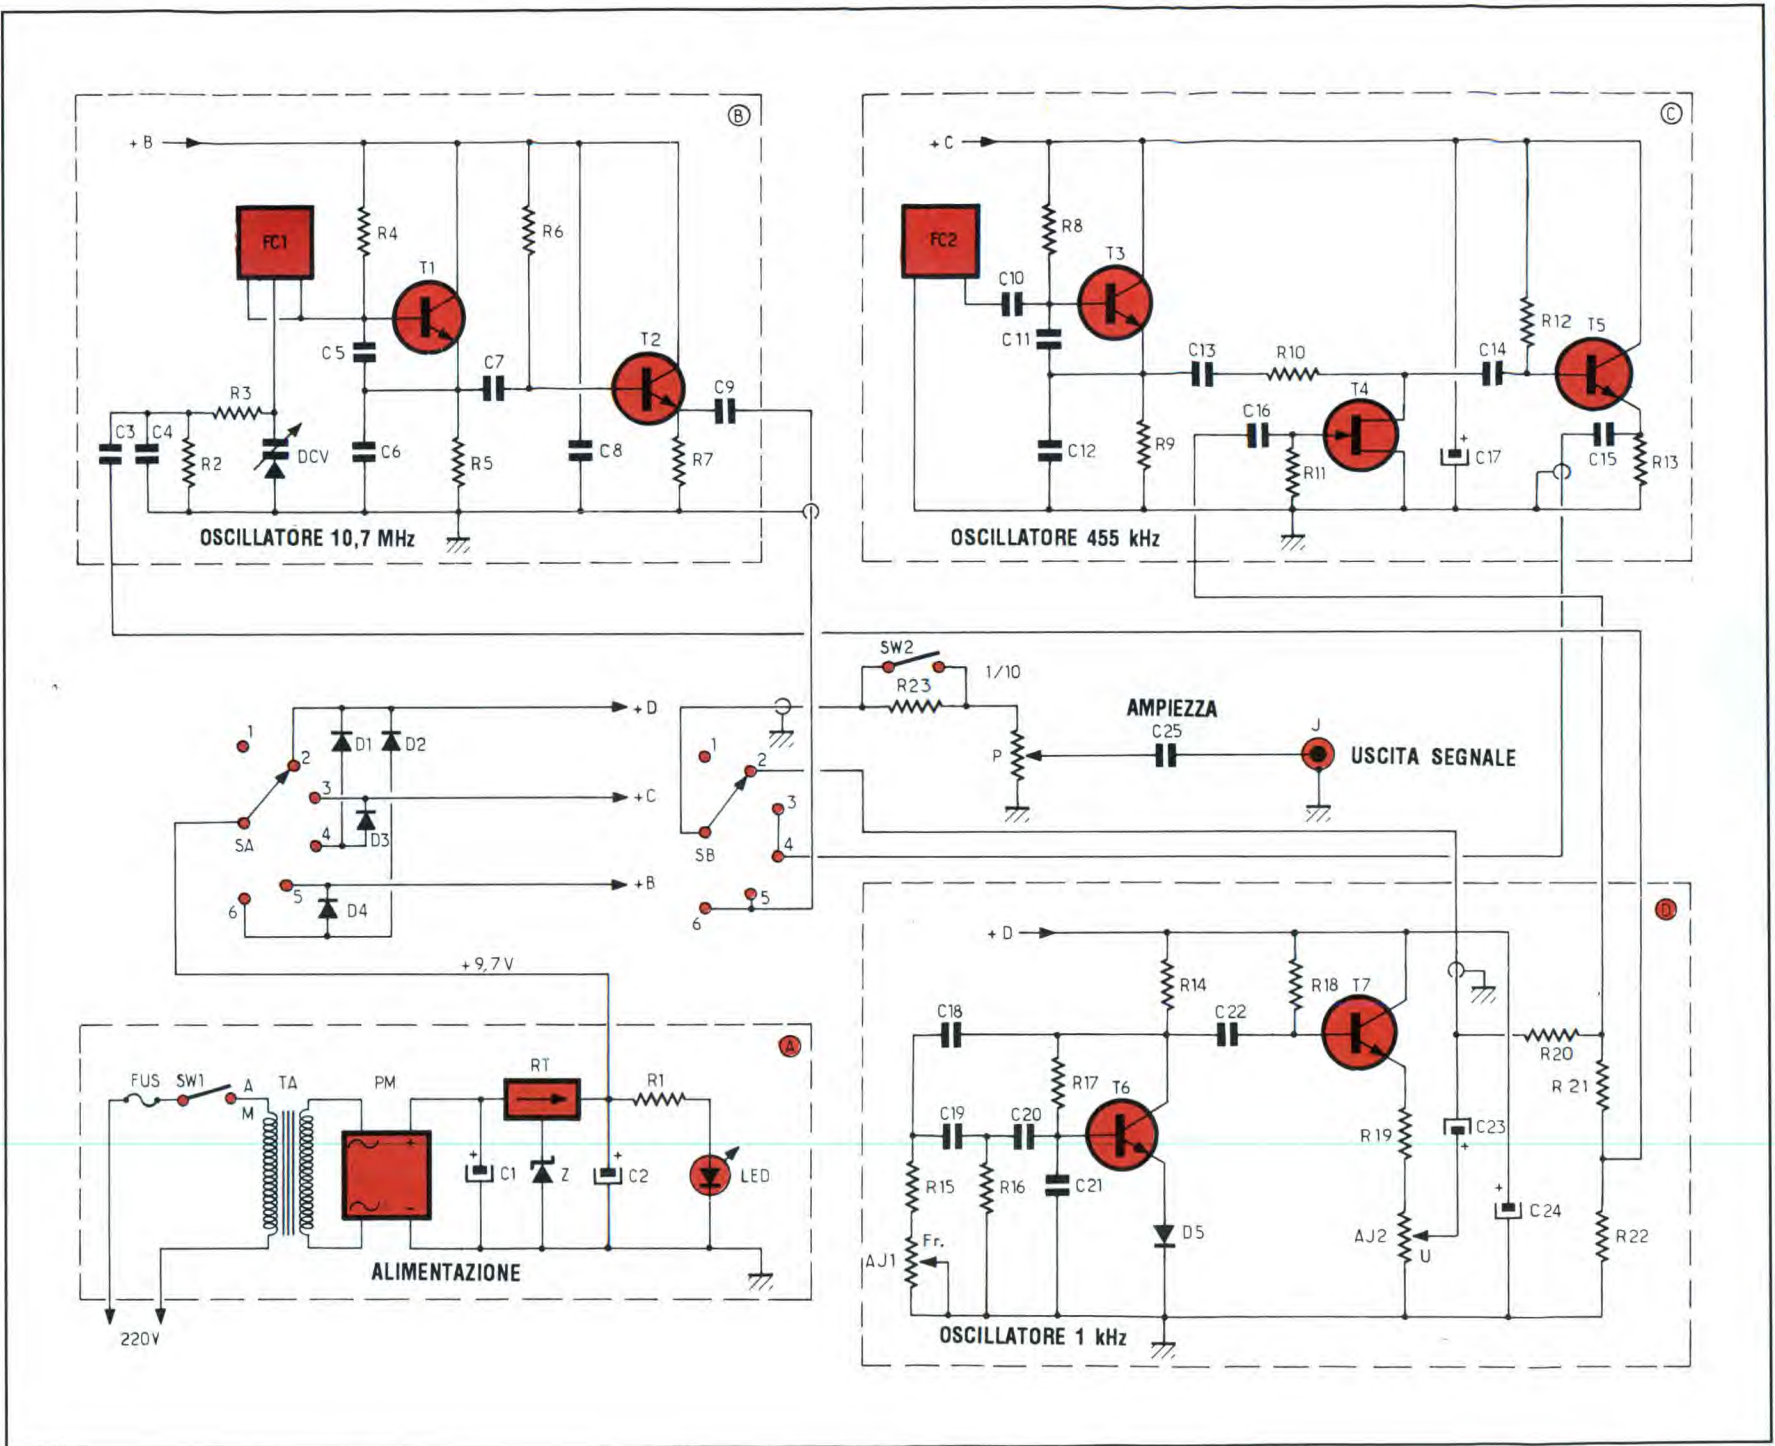 B
+ B
FC1
R4
T1
R6
C5
C7
T2
C9
R3
C3
C4
R2
DCV
C6
R5
C8
R7
OSCILLATORE 10,7 MHz
C
+ C
FC2
R8
T3
C10
C11
C13
R10
C14
R12
T5
T4
C16
C12
R9
R11
C17
C15
R13
OSCILLATORE 455 kHz
SW2
1/10
R23
+D
1
2
D1
D2
3
+C
4
D3
SA
5
+B
6
D4
1
2
3
4
SB
5
6
P
AMPIEZZA
C25
J
USCITA SEGNALE
+9,7V
A
FUS
SW1
A
M
TA
PM
RT
R1
+
C1
Z
+
C2
LED
+
-
ALIMENTAZIONE
220V
D
+ D
R14
R18
T7
C18
C22
R20
R17
T6
R21
C19
C20
R19
C23
+
R15
R16
C21
+
C24
AJ1
Fr.
D5
AJ2
U
R22
OSCILLATORE 1 kHz